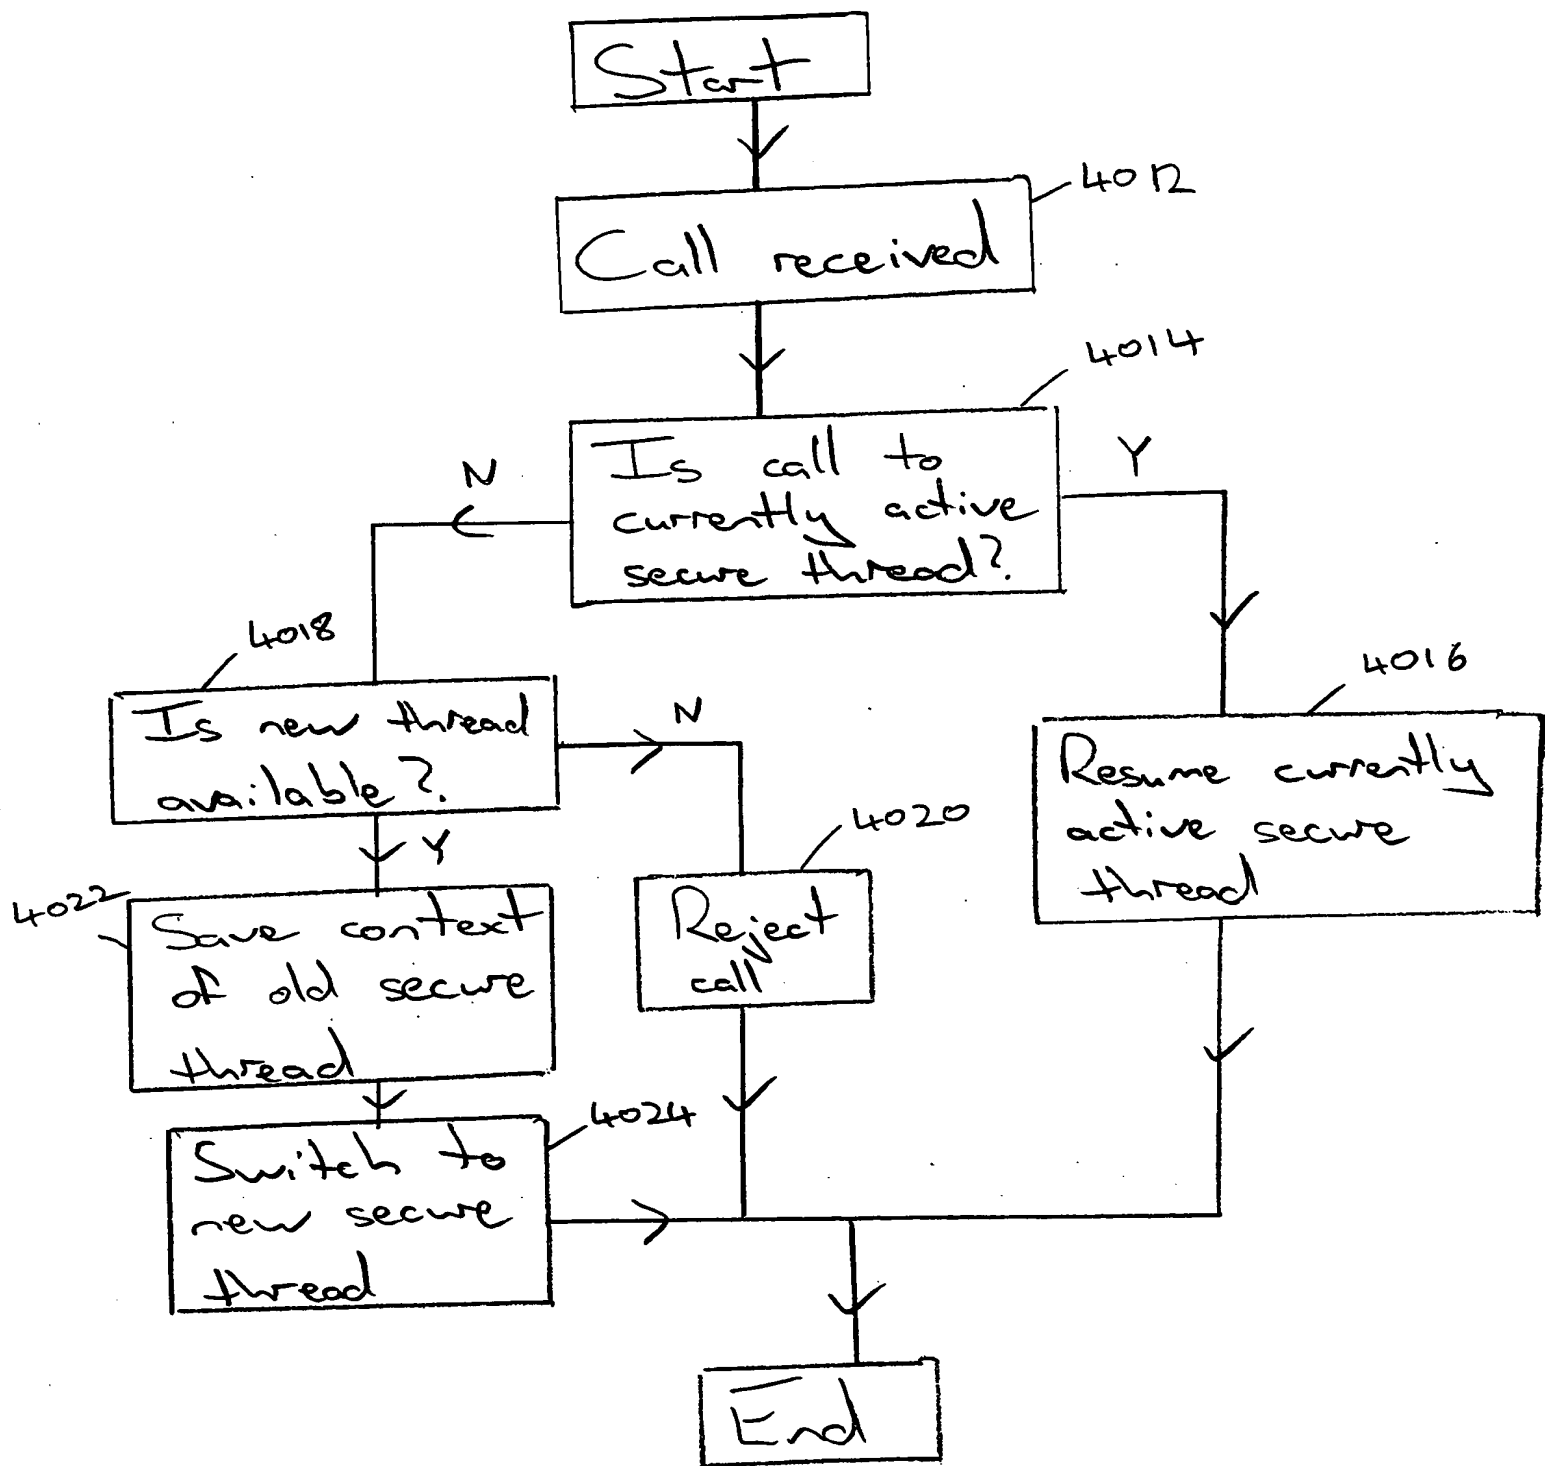 Start
4012
Call received
4014
Is call to
currently active
secure thread?
N
Y
4018
Is new thread
available?
N
Y
4016
Resume currently
active secure
thread
4020
Reject
call
4022
Save context
of old secure
thread
4024
Switch to
new secure
thread
End